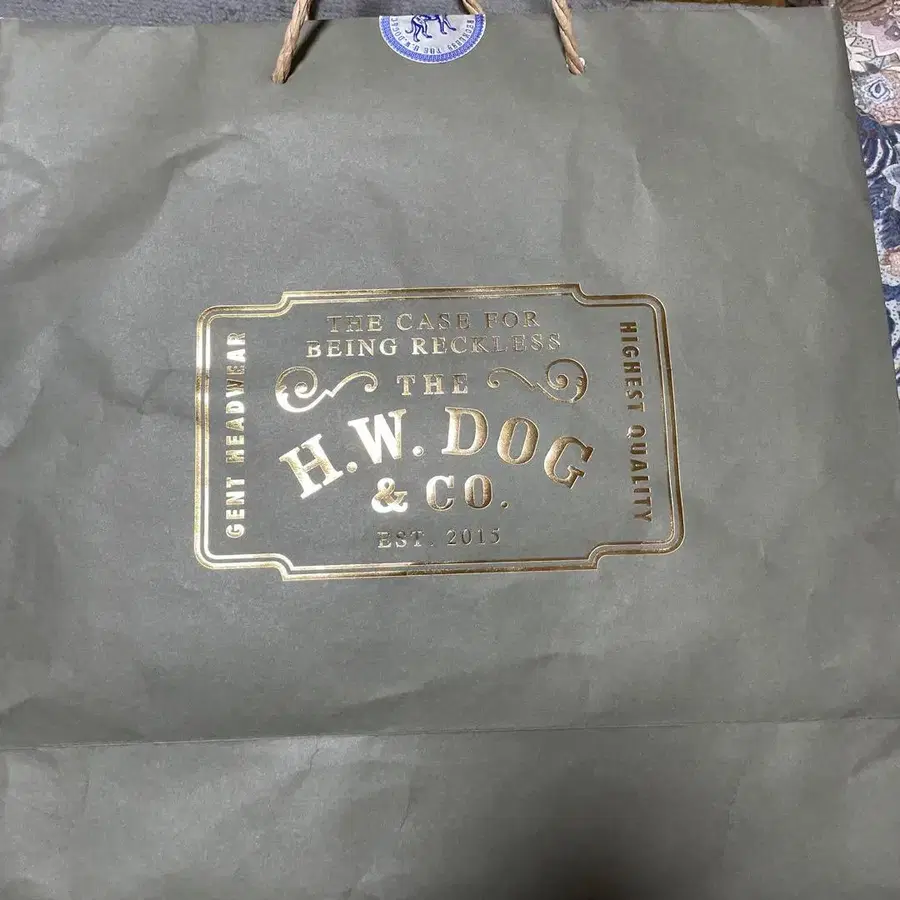 THE CASE FOR
BEING RECKLESS
THE
H.W. DOG
& CO.
EST. 2015
GENT HEADWEAR
HIGHEST QUALITY